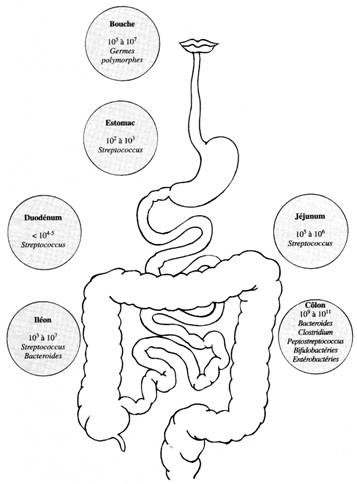 Bouche
10⁵ à 10⁷
Germes
polymorphes
Estomac
10² à 10³
Streptococcus
Duodénum
< 10⁴·⁵
Streptococcus
Jéjunum
10⁵ à 10⁶
Streptococcus
Iléon
10³ à 10⁷
Streptococcus
Bacteroides
Côlon
10⁹ à 10¹¹
Bacteroides
Clostridium
Peptostreptococcus
Bifidobactéries
Entérobactéries